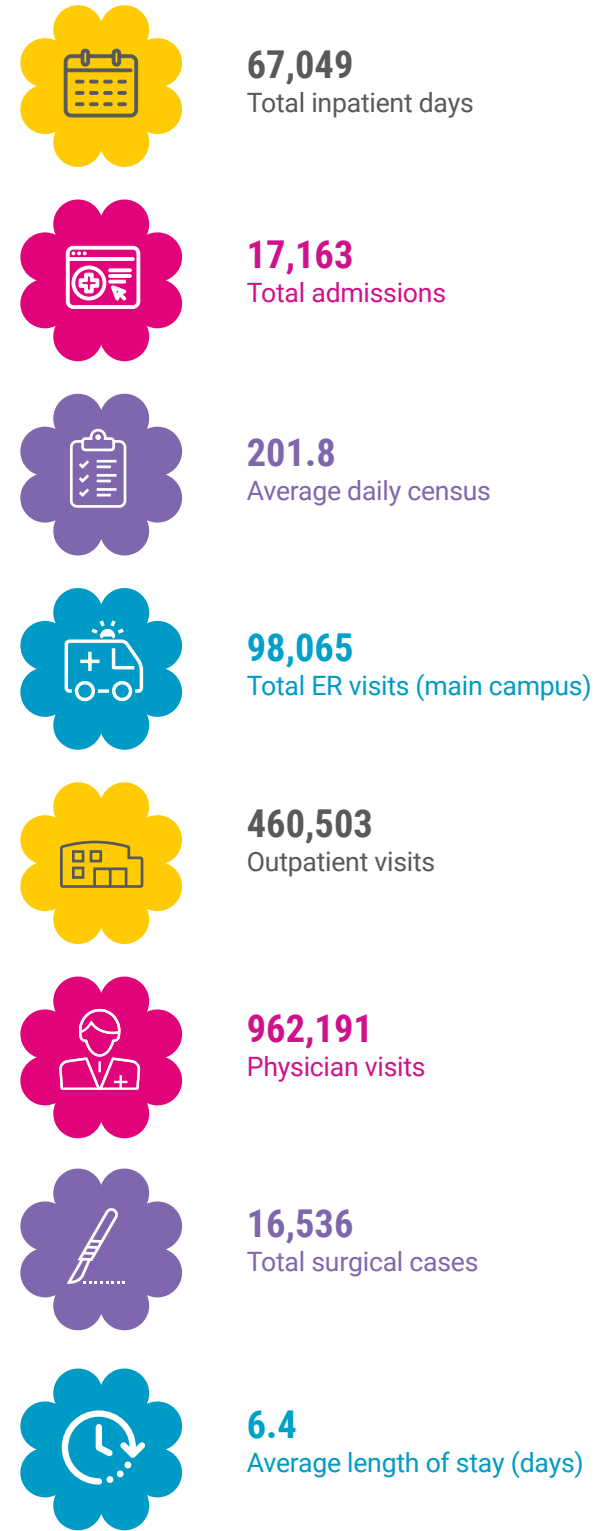 67,049
Total inpatient days
17,163
Total admissions
201.8
Average daily census
98,065
Total ER visits (main campus)
460,503
Outpatient visits
962,191
Physician visits
16,536
Total surgical cases
6.4
Average length of stay (days)